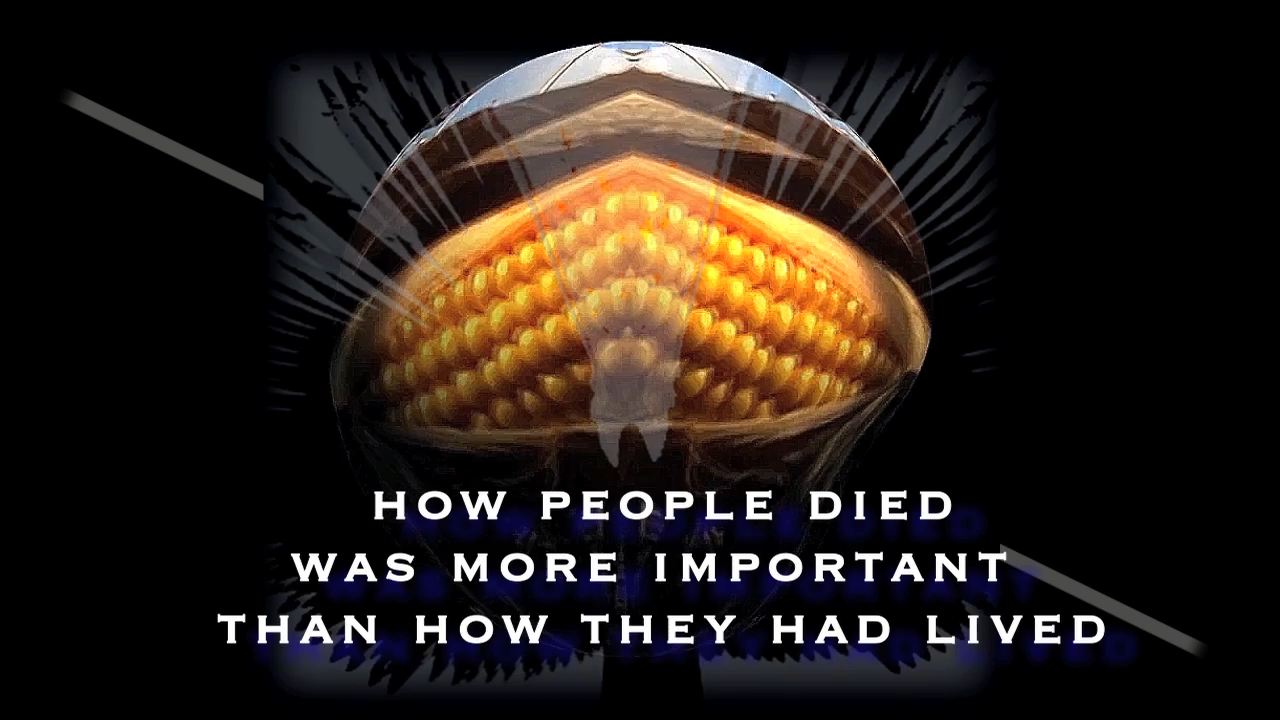 HOW PEOPLE DIED
WAS MORE IMPORTANT
THAN HOW THEY HAD LIVED